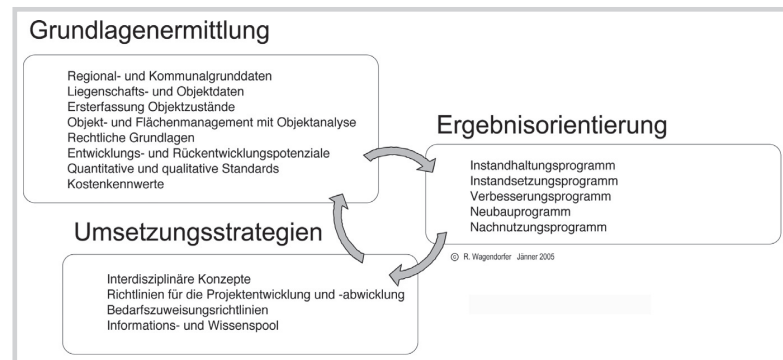 Grundlagenermittlung
Regional- und Kommunalgrunddaten
Liegenschafts- und Objektdaten
Ersterfassung Objektzustände
Objekt- und Flächenmanagement mit Objektanalyse
Rechtliche Grundlagen
Entwicklungs- und Rückentwicklungspotenziale
Quantitative und qualitative Standards
Kostenkennwerte
Ergebnisorientierung
Instandhaltungsprogramm
Instandsetzungsprogramm
Verbesserungsprogramm
Neubauprogramm
Nachnutzungsprogramm
© R. Wagendorfer Jänner 2005
Umsetzungsstrategien
Interdisziplinäre Konzepte
Richtlinien für die Projektentwicklung und -abwicklung
Bedarfszuweisungsrichtlinien
Informations- und Wissenspool